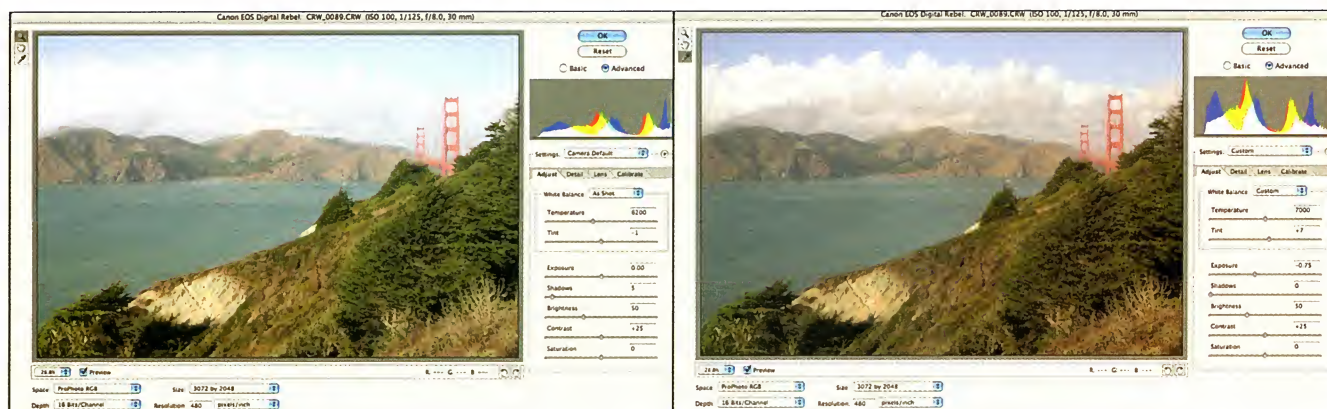 Canon EOS Digital Rebel: CRW_0089.CRW (ISO 100, 1/125, f/8.0, 30 mm)
OK
Reset
Basic Advanced
Settings: Camera Default
Adjust Detail Lens Calibrate
White Balance: As Shot
Temperature 6200
Tint -1
Exposure 0.00
Shadows 5
Brightness 50
Contrast +25
Saturation 0
Preview R: --- G: --- B: ---
Space: ProPhoto RGB Size: 3072 by 2048
Depth: 16 Bits/Channel Resolution: 480 pixels/inch
Canon EOS Digital Rebel: CRW_0089.CRW (ISO 100, 1/125, f/8.0, 30 mm)
OK
Reset
Basic Advanced
Settings: Custom
Adjust Detail Lens Calibrate
White Balance: Custom
Temperature 7000
Tint +7
Exposure -0.75
Shadows 0
Brightness 50
Contrast +25
Saturation 0
Preview R: --- G: --- B: ---
Space: ProPhoto RGB Size: 3072 by 2048
Depth: 16 Bits/Channel Resolution: 480 pixels/inch